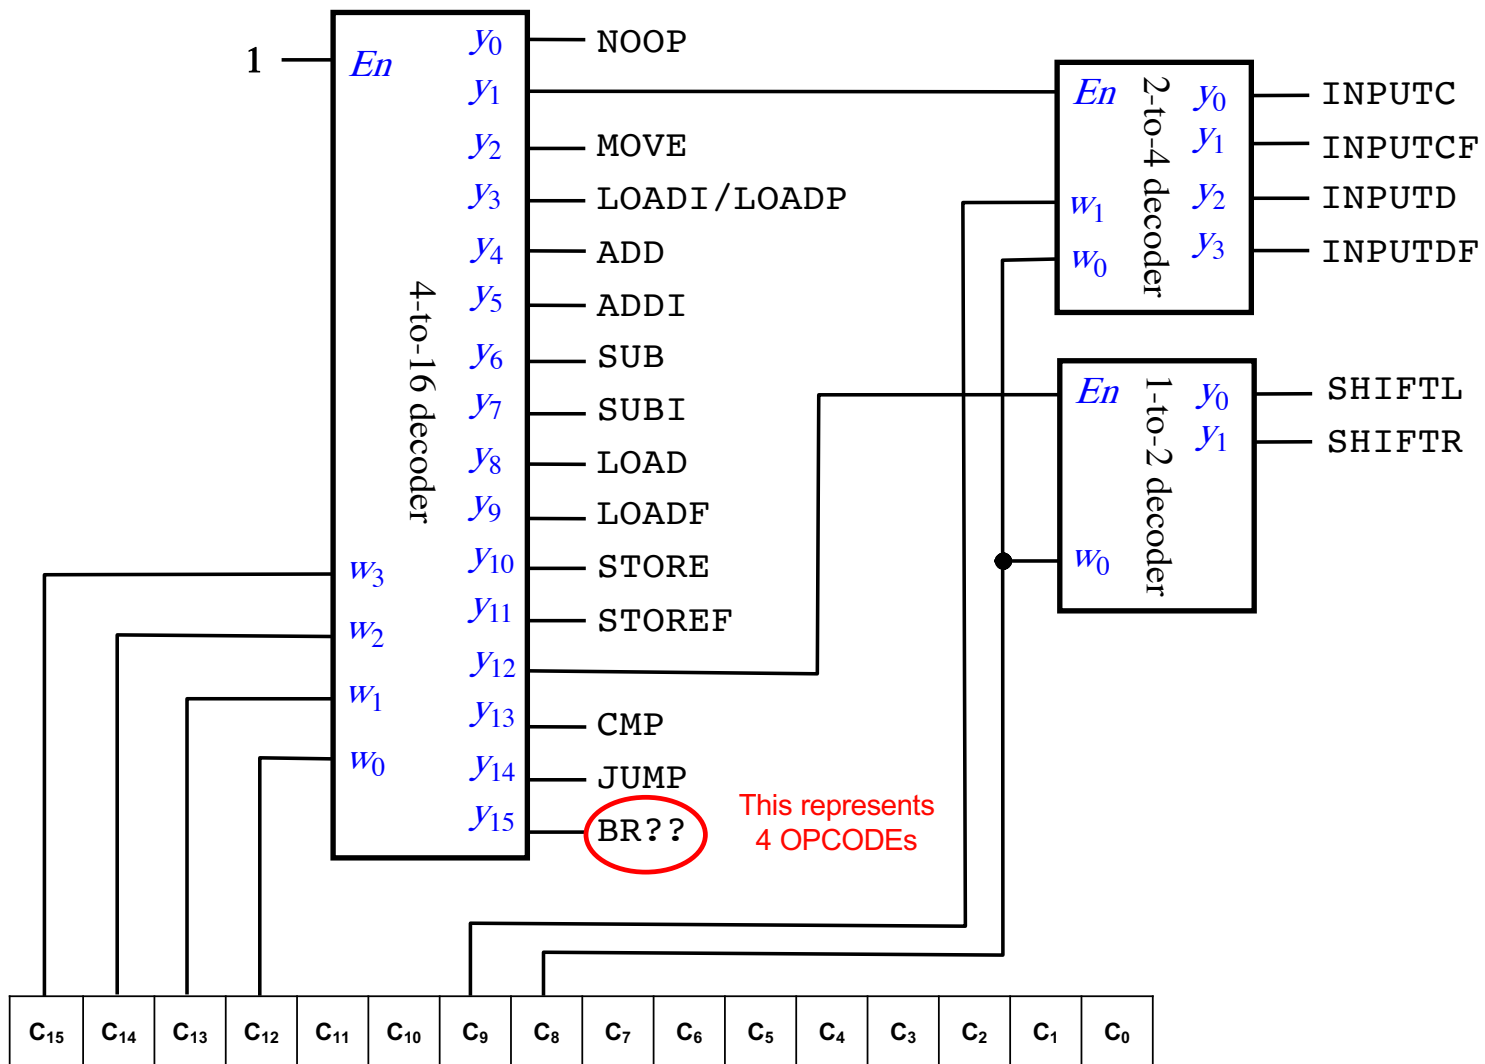 1
En
4-to-16 decoder
w3
w2
w1
w0
y0 NOOP
y1
y2 MOVE
y3 LOADI/LOADP
y4 ADD
y5 ADDI
y6 SUB
y7 SUBI
y8 LOAD
y9 LOADF
y10 STORE
y11 STOREF
y12
y13 CMP
y14 JUMP
y15 BR??
This represents
4 OPCODEs
En
w1
w0
2-to-4 decoder
y0 INPUTC
y1 INPUTCF
y2 INPUTD
y3 INPUTDF
En
w0
1-to-2 decoder
y0 SHIFTL
y1 SHIFTR
C15 C14 C13 C12 C11 C10 C9 C8 C7 C6 C5 C4 C3 C2 C1 C0